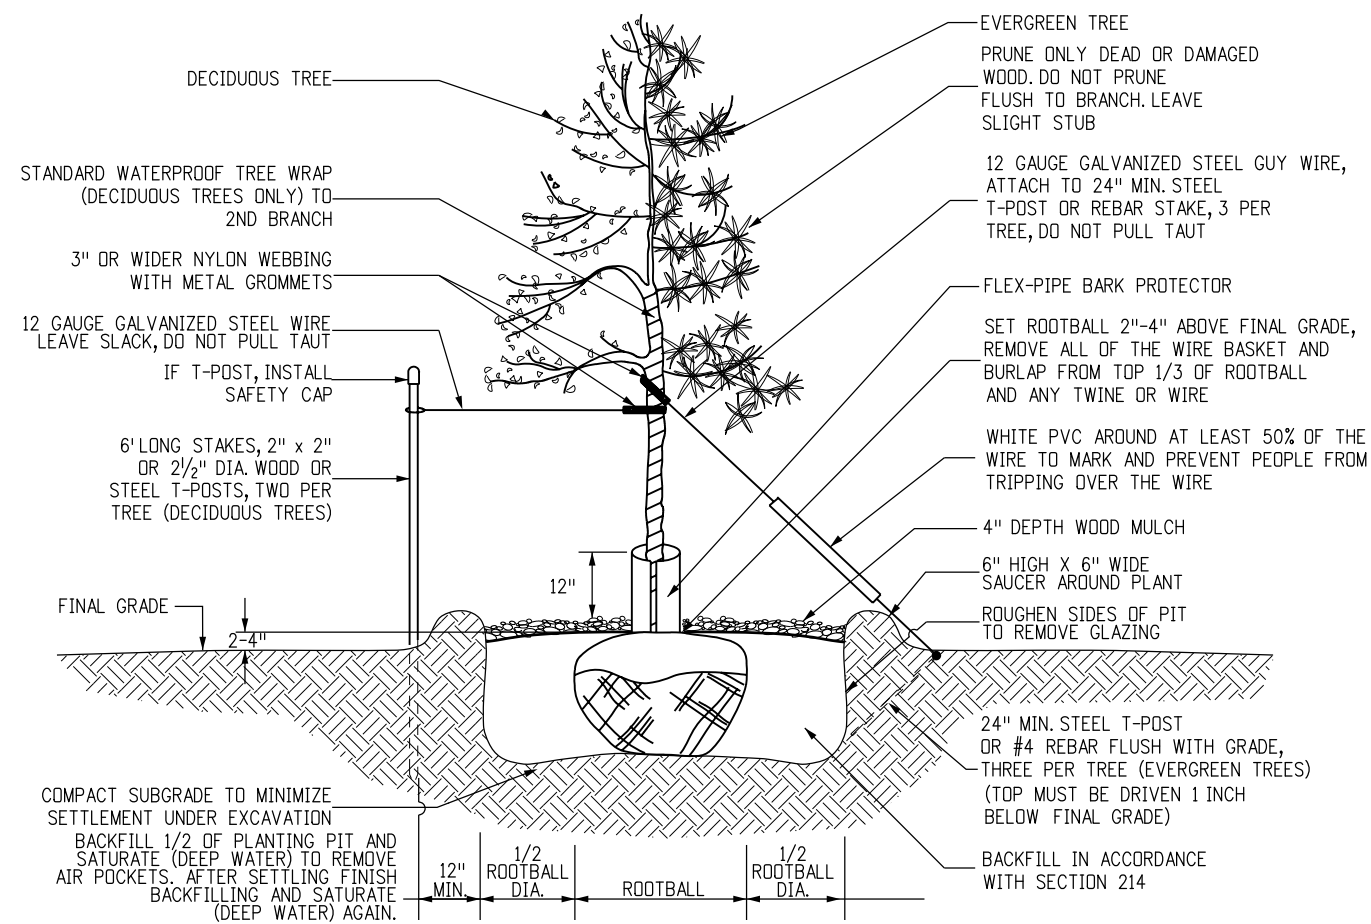 DECIDUOUS TREE
STANDARD WATERPROOF TREE WRAP
(DECIDUOUS TREES ONLY) TO
2ND BRANCH
3" OR WIDER NYLON WEBBING
WITH METAL GROMMETS
12 GAUGE GALVANIZED STEEL WIRE
LEAVE SLACK, DO NOT PULL TAUT
IF T-POST, INSTALL
SAFETY CAP
6' LONG STAKES, 2" x 2"
OR 2½" DIA. WOOD OR
STEEL T-POSTS, TWO PER
TREE (DECIDUOUS TREES)
FINAL GRADE
2-4"
12"
COMPACT SUBGRADE TO MINIMIZE
SETTLEMENT UNDER EXCAVATION
BACKFILL 1/2 OF PLANTING PIT AND
SATURATE (DEEP WATER) TO REMOVE
AIR POCKETS. AFTER SETTLING FINISH
BACKFILLING AND SATURATE
(DEEP WATER) AGAIN.
12"
MIN.
1/2
ROOTBALL
DIA.
ROOTBALL
1/2
ROOTBALL
DIA.
EVERGREEN TREE
PRUNE ONLY DEAD OR DAMAGED
WOOD. DO NOT PRUNE
FLUSH TO BRANCH. LEAVE
SLIGHT STUB
12 GAUGE GALVANIZED STEEL GUY WIRE,
ATTACH TO 24" MIN. STEEL
T-POST OR REBAR STAKE, 3 PER
TREE, DO NOT PULL TAUT
FLEX-PIPE BARK PROTECTOR
SET ROOTBALL 2"-4" ABOVE FINAL GRADE,
REMOVE ALL OF THE WIRE BASKET AND
BURLAP FROM TOP 1/3 OF ROOTBALL
AND ANY TWINE OR WIRE
WHITE PVC AROUND AT LEAST 50% OF THE
WIRE TO MARK AND PREVENT PEOPLE FROM
TRIPPING OVER THE WIRE
4" DEPTH WOOD MULCH
6" HIGH X 6" WIDE
SAUCER AROUND PLANT
ROUGHEN SIDES OF PIT
TO REMOVE GLAZING
24" MIN. STEEL T-POST
OR #4 REBAR FLUSH WITH GRADE,
THREE PER TREE (EVERGREEN TREES)
(TOP MUST BE DRIVEN 1 INCH
BELOW FINAL GRADE)
BACKFILL IN ACCORDANCE
WITH SECTION 214